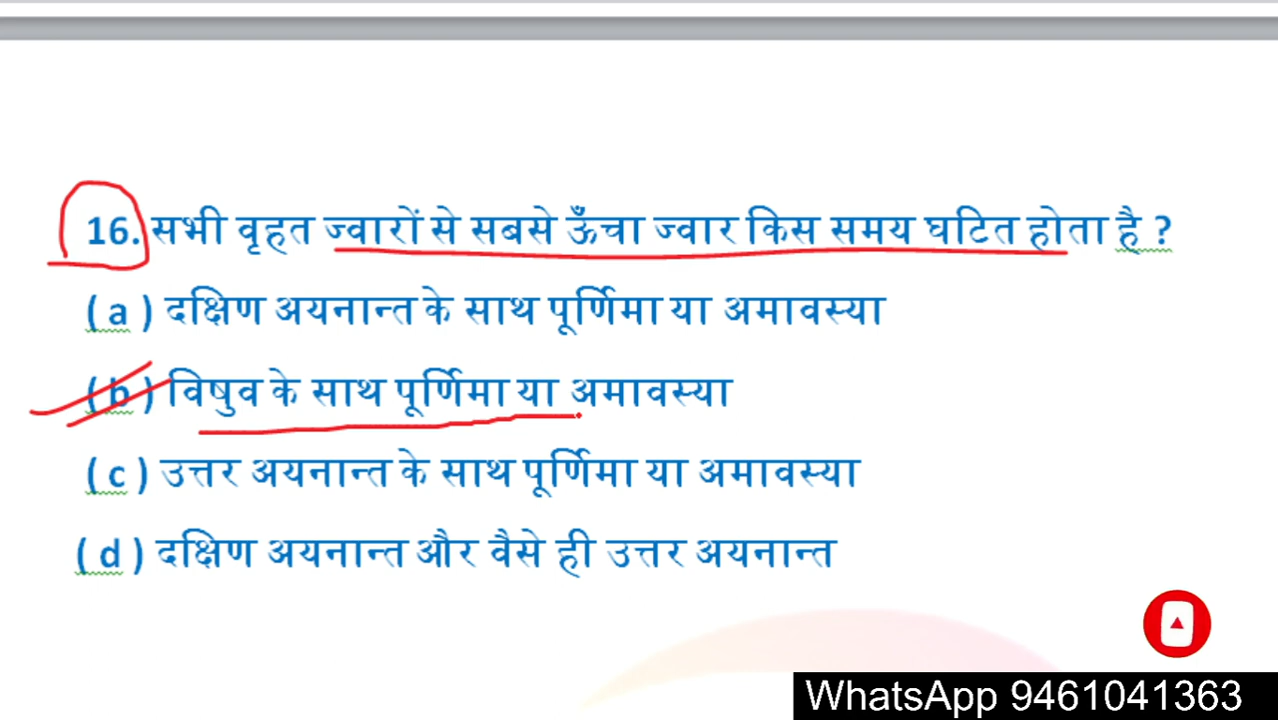 16. सभी वृहत ज्वारों से सबसे ऊँचा ज्वार किस समय घटित होता है ?
( a ) दक्षिण अयनान्त के साथ पूर्णिमा या अमावस्या
( b ) विषुव के साथ पूर्णिमा या अमावस्या
( c ) उत्तर अयनान्त के साथ पूर्णिमा या अमावस्या
( d ) दक्षिण अयनान्त और वैसे ही उत्तर अयनान्त
WhatsApp 9461041363